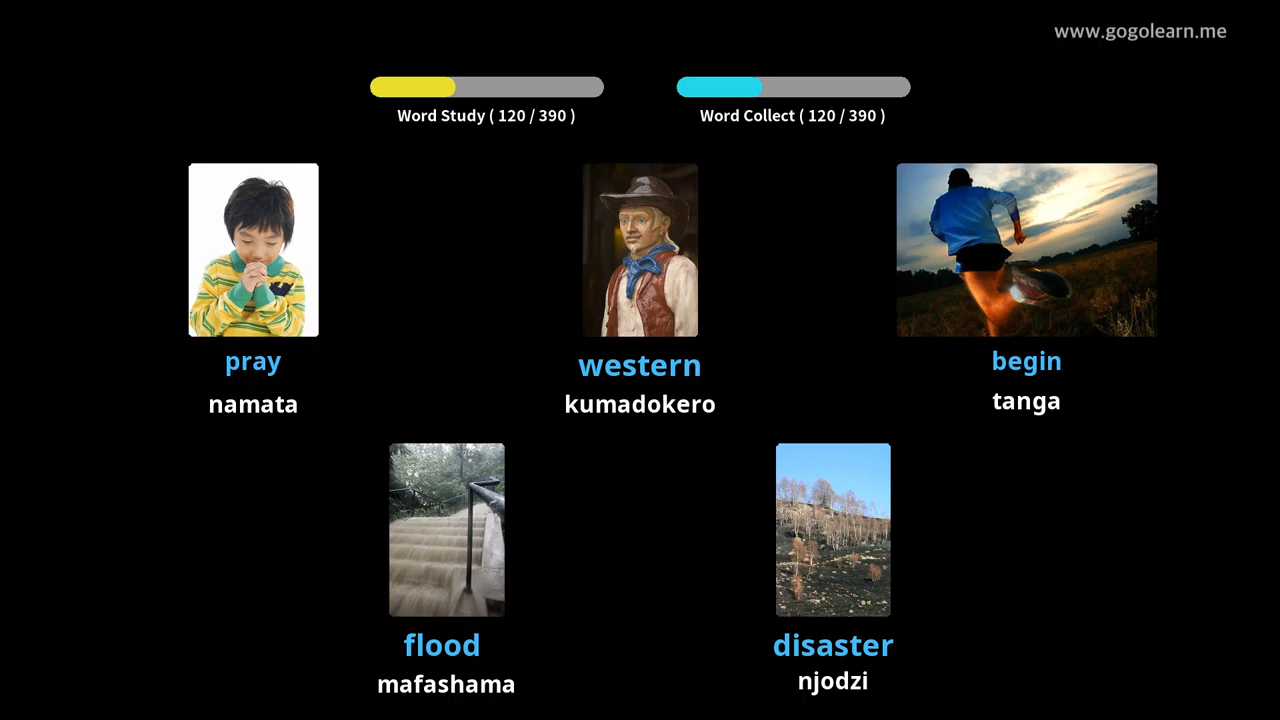 www.gogolearn.me
Word Study ( 120 / 390 )
Word Collect ( 120 / 390 )
pray
namata
western
kumadokero
begin
tanga
flood
mafashama
disaster
njodzi